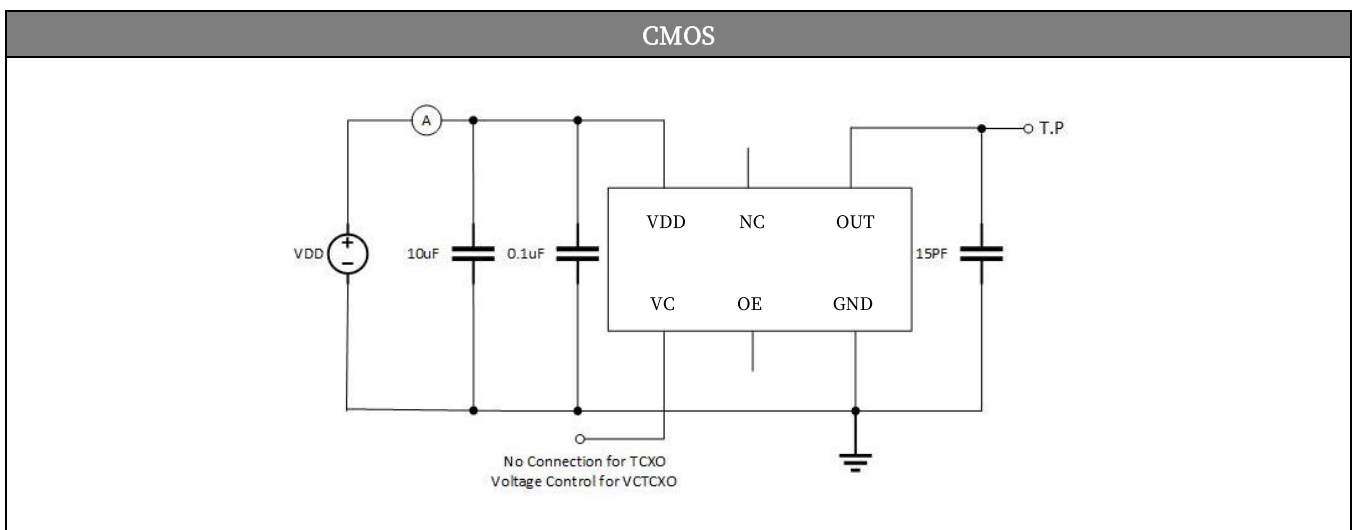 CMOS
A
T.P
VDD NC OUT
VDD
10uF
0.1uF
15PF
VC OE GND
No Connection for TCXO
Voltage Control for VCTCXO